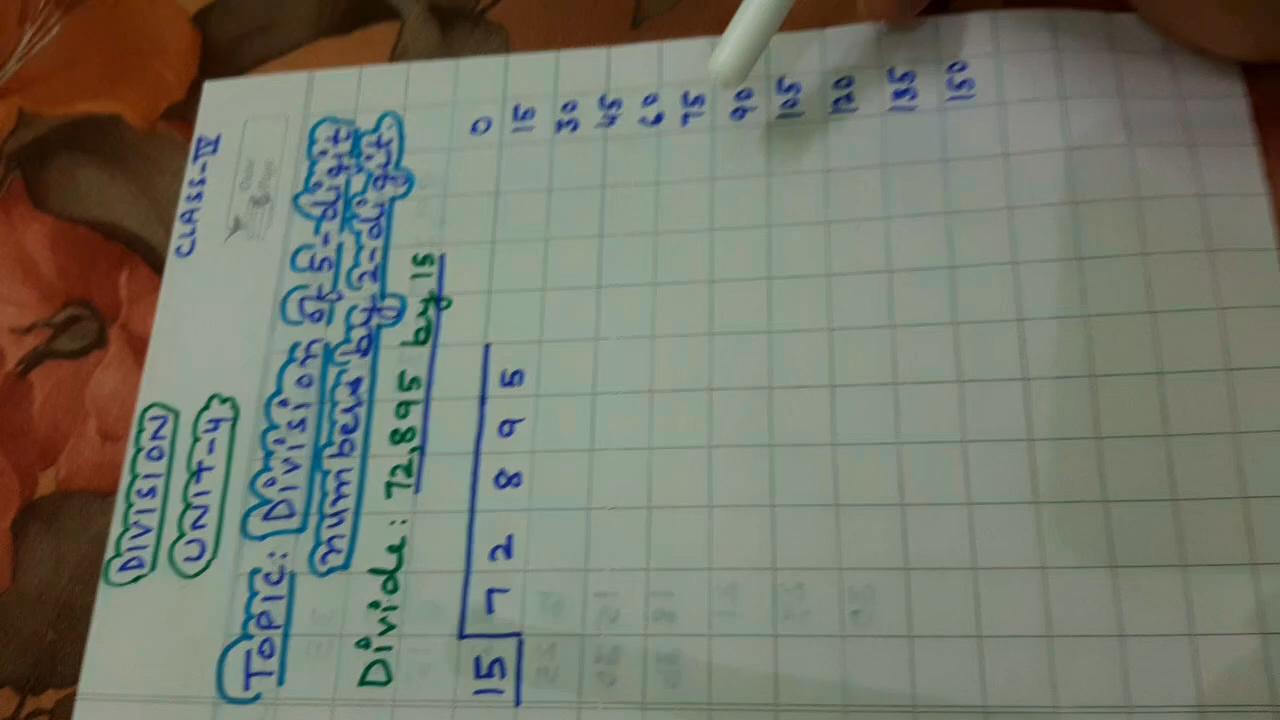 DIVISION
CLASS-IV
UNIT-4
Topic: Division of 5-digit
numbers by 2-digit
Divide: 72,895 by 15
15 7 2 8 9 5
0
15
30
45
60
75
90
105
120
135
150